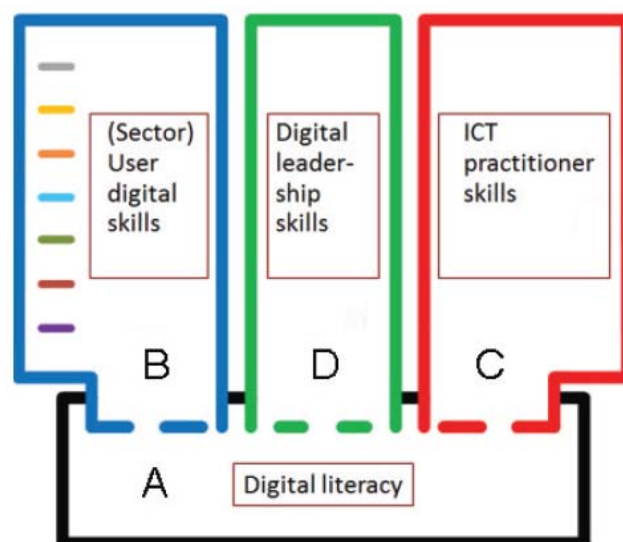 (Sector)
User
digital
skills
Digital
leader-
ship
skills
ICT
practitioner
skills
B
D
C
A
Digital literacy